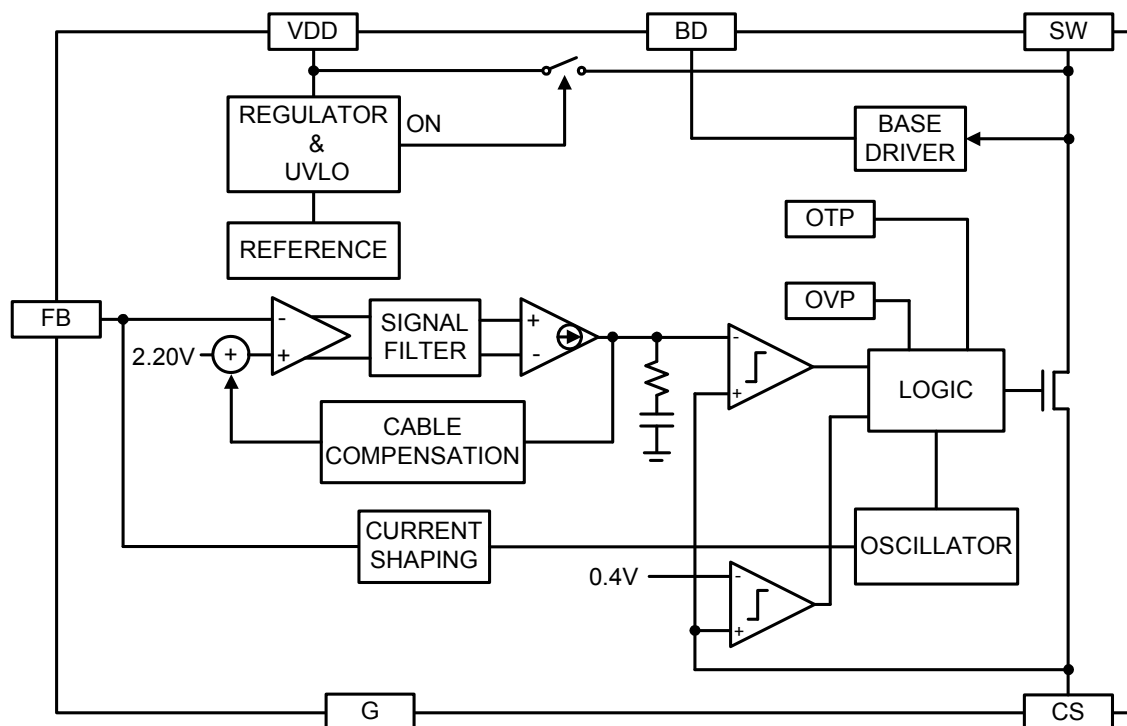 VDD
BD
SW
REGULATOR
&
UVLO
ON
BASE
DRIVER
REFERENCE
OTP
OVP
FB
-
+
2.20V
+
SIGNAL
FILTER
+
-
-
+
LOGIC
CABLE
COMPENSATION
CURRENT
SHAPING
OSCILLATOR
0.4V
-
+
G
CS